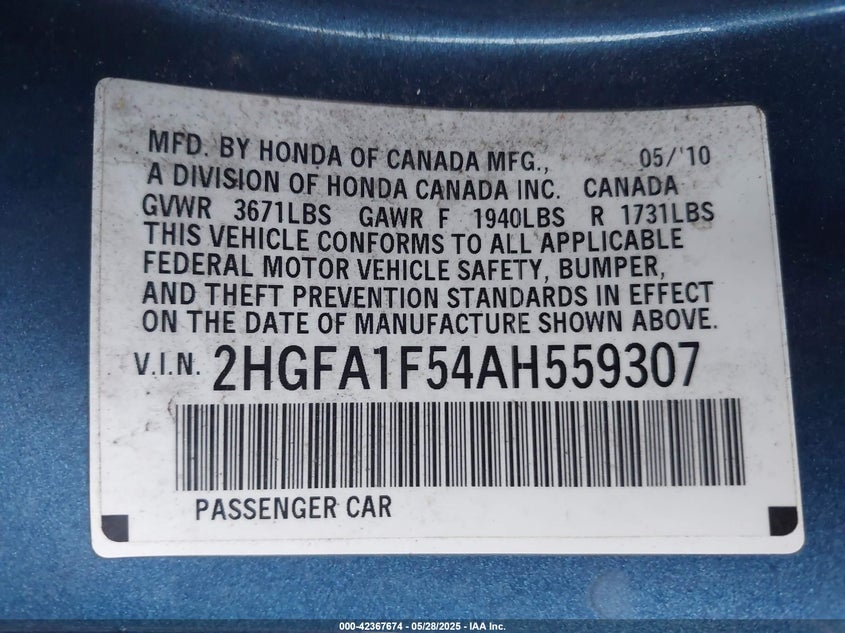 MFD. BY HONDA OF CANADA MFG., 05/'10
A DIVISION OF HONDA CANADA INC. CANADA
GVWR 3671LBS GAWR F 1940LBS R 1731LBS
THIS VEHICLE CONFORMS TO ALL APPLICABLE
FEDERAL MOTOR VEHICLE SAFETY, BUMPER,
AND THEFT PREVENTION STANDARDS IN EFFECT
ON THE DATE OF MANUFACTURE SHOWN ABOVE.
V.I.N. 2HGFA1F54AH559307
PASSENGER CAR
000-42367674 - 05/28/2025 - IAA Inc.